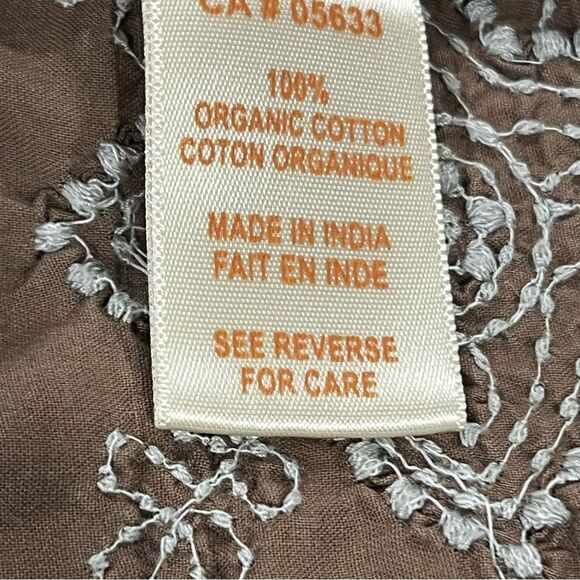 CA # 05633
100%
ORGANIC COTTON
COTON ORGANIQUE
MADE IN INDIA
FAIT EN INDE
SEE REVERSE
FOR CARE